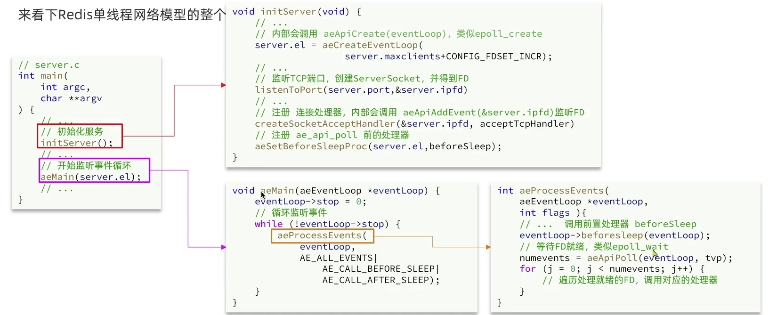 来看下Redis单线程网络模型的整个
// server.c
int main(
int argc,
char **argv
) {
// ...
// 初始化服务
initServer();
// ...
// 开始监听事件循环
aeMain(server.el);
// ...
}
void initServer(void) {
// ...
// 内部会调用 aeApiCreate(eventLoop)，类似epoll_create
server.el = aeCreateEventLoop(
server.maxclients+CONFIG_FDSET_INCR);
// ...
// 监听TCP端口，创建ServerSocket，并得到FD
listenToPort(server.port,&server.ipfd)
// ...
// 注册 连接处理器，内部会调用 aeApiAddEvent(&server.ipfd)监听FD
createSocketAcceptHandler(&server.ipfd, acceptTcpHandler)
// 注册 ae_api_poll 前的处理器
aeSetBeforeSleepProc(server.el,beforeSleep);
}
void aeMain(aeEventLoop *eventLoop) {
eventLoop->stop = 0;
// 循环监听事件
while (!eventLoop->stop) {
aeProcessEvents(
eventLoop,
AE_ALL_EVENTS|
AE_CALL_BEFORE_SLEEP|
AE_CALL_AFTER_SLEEP);
}
}
int aeProcessEvents(
aeEventLoop *eventLoop,
int flags ){
// ... 调用前置处理器 beforeSleep
eventLoop->beforesleep(eventLoop);
// 等待FD就绪，类似epoll_wait
numevents = aeApiPoll(eventLoop, tvp);
for (j = 0; j < numevents; j++) {
// 遍历处理就绪的FD，调用对应的处理器
}
}